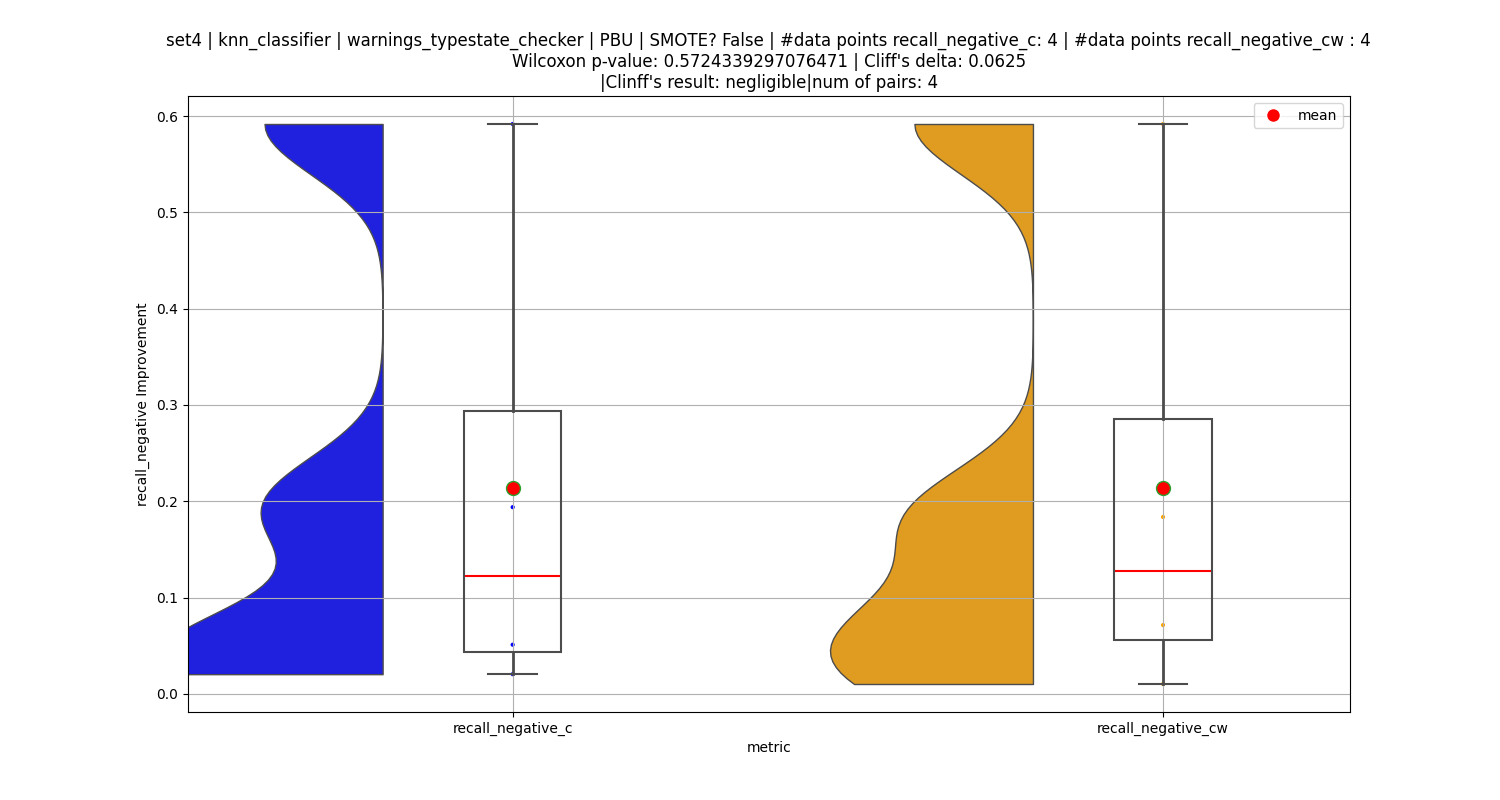 set4 | knn_classifier | warnings_typestate_checker | PBU | SMOTE? False | #data points recall_negative_c: 4 | #data points recall_negative_cw : 4
Wilcoxon p-value: 0.5724339297076471 | Cliff's delta: 0.0625
|Clinff's result: negligible|num of pairs: 4
mean
0.6
0.5
0.4
0.3
0.2
0.1
0.0
recall_negative Improvement
recall_negative_c
recall_negative_cw
metric